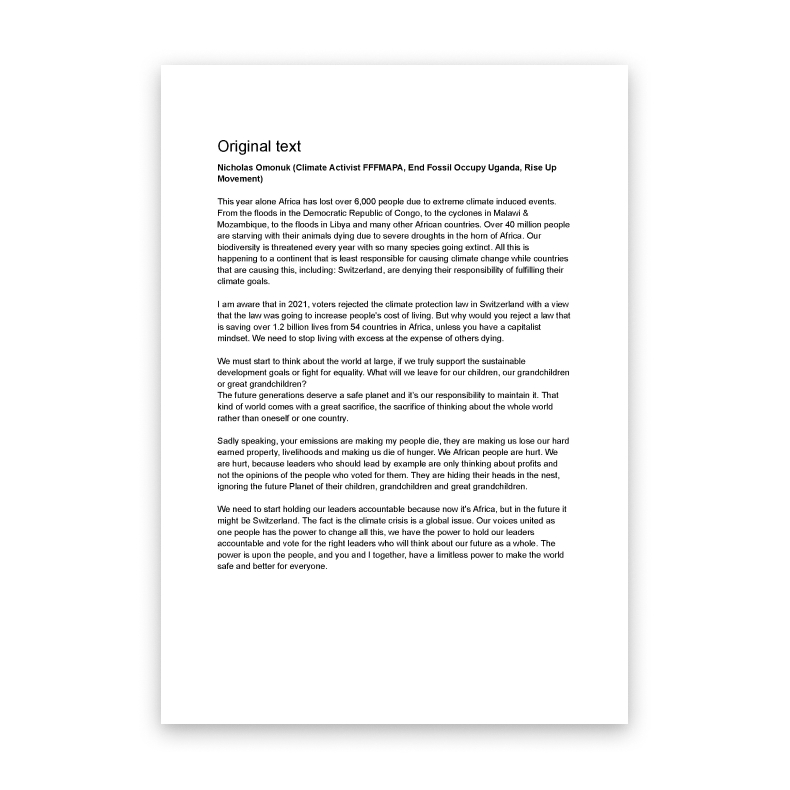 Original text
Nicholas Omonuk (Climate Activist FFFMAPA, End Fossil Occupy Uganda, Rise Up
Movement)
This year alone Africa has lost over 6,000 people due to extreme climate induced events.
From the floods in the Democratic Republic of Congo, to the cyclones in Malawi &
Mozambique, to the floods in Libya and many other African countries. Over 40 million people
are starving with their animals dying due to severe droughts in the horn of Africa. Our
biodiversity is threatened every year with so many species going extinct. All this is
happening to a continent that is least responsible for causing climate change while countries
that are causing this, including: Switzerland, are denying their responsibility of fulfilling their
climate goals.
I am aware that in 2021, voters rejected the climate protection law in Switzerland with a view
that the law was going to increase people's cost of living. But why would you reject a law that
is saving over 1.2 billion lives from 54 countries in Africa, unless you have a capitalist
mindset. We need to stop living with excess at the expense of others dying.
We must start to think about the world at large, if we truly support the sustainable
development goals or fight for equality. What will we leave for our children, our grandchildren
or great grandchildren?
The future generations deserve a safe planet and it's our responsibility to maintain it. That
kind of world comes with a great sacrifice, the sacrifice of thinking about the whole world
rather than oneself or one country.
Sadly speaking, your emissions are making my people die, they are making us lose our hard
earned property, livelihoods and making us die of hunger. We African people are hurt. We
are hurt, because leaders who should lead by example are only thinking about profits and
not the opinions of the people who voted for them. They are hiding their heads in the nest,
ignoring the future Planet of their children, grandchildren and great grandchildren.
We need to start holding our leaders accountable because now it's Africa, but in the future it
might be Switzerland. The fact is the climate crisis is a global issue. Our voices united as
one people has the power to change all this, we have the power to hold our leaders
accountable and vote for the right leaders who will think about our future as a whole. The
power is upon the people, and you and I together, have a limitless power to make the world
safe and better for everyone.